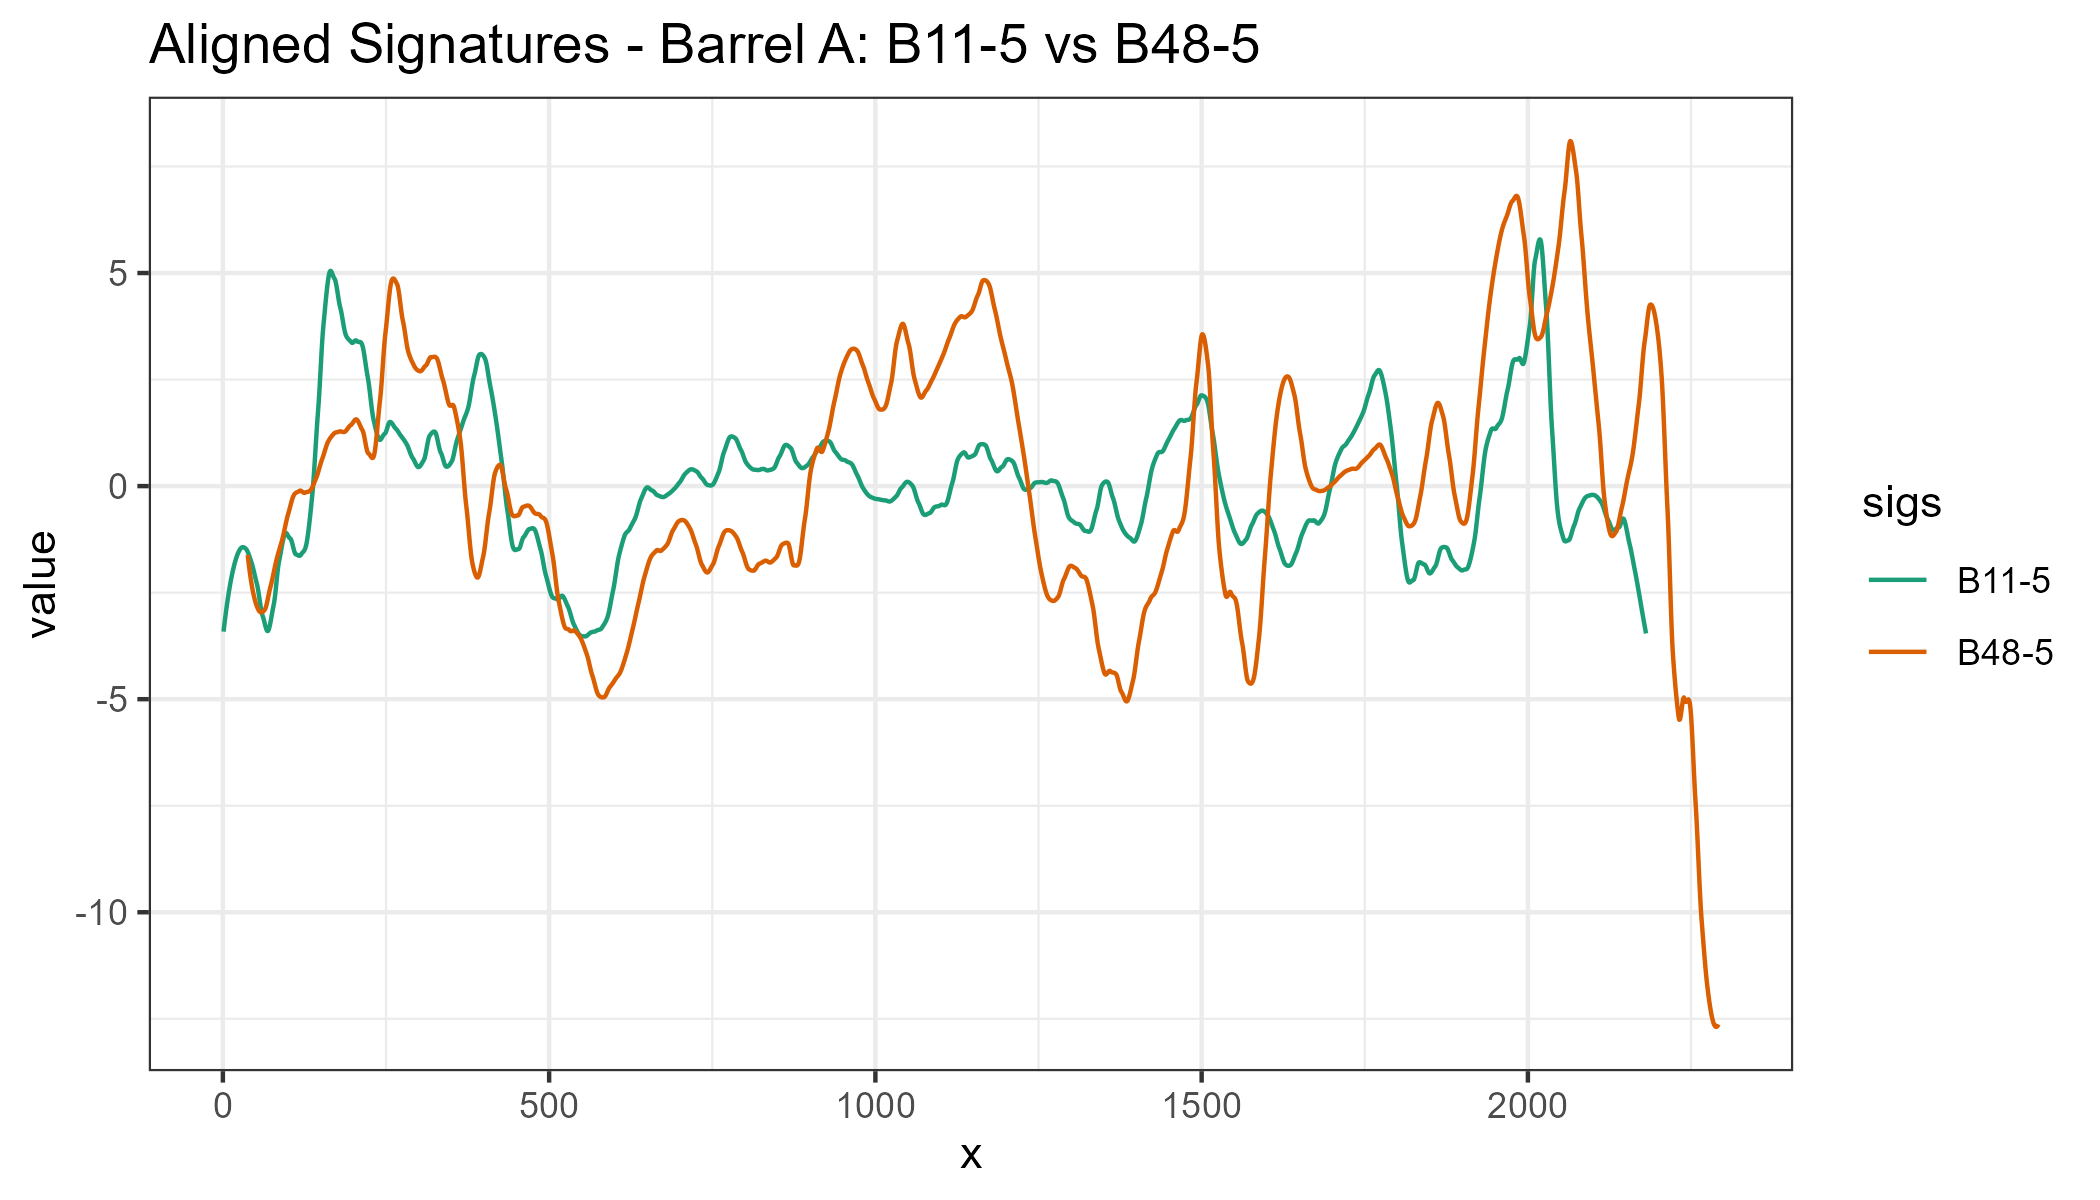 Aligned Signatures - Barrel A: B11-5 vs B48-5
value
5
0
-5
-10
0 500 1000 1500 2000
x
sigs
B11-5
B48-5